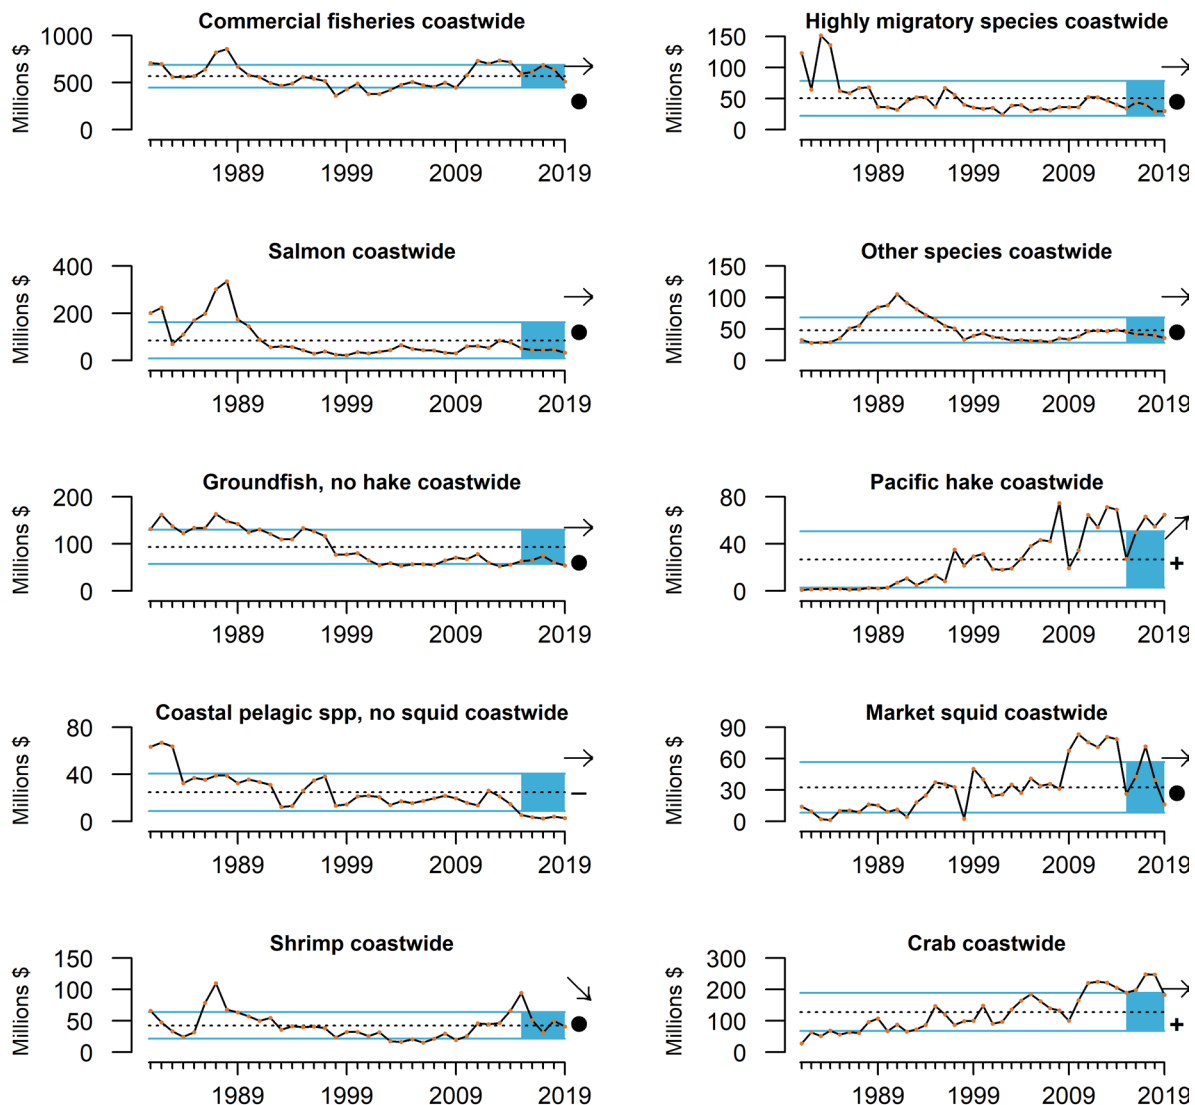 Commercial fisheries coastwide
Millions $
1000
500
0
1989 1999 2009 2019
Highly migratory species coastwide
Millions $
150
100
50
0
1989 1999 2009 2019
Salmon coastwide
Millions $
400
200
0
1989 1999 2009 2019
Other species coastwide
Millions $
150
100
50
0
1989 1999 2009 2019
Groundfish, no hake coastwide
Millions $
200
100
0
1989 1999 2009 2019
Pacific hake coastwide
Millions $
80
40
0
+
1989 1999 2009 2019
Coastal pelagic spp, no squid coastwide
Millions $
80
40
0
–
1989 1999 2009 2019
Market squid coastwide
Millions $
90
60
30
0
1989 1999 2009 2019
Shrimp coastwide
Millions $
150
100
50
0
1989 1999 2009 2019
Crab coastwide
Millions $
300
200
100
0
+
1989 1999 2009 2019